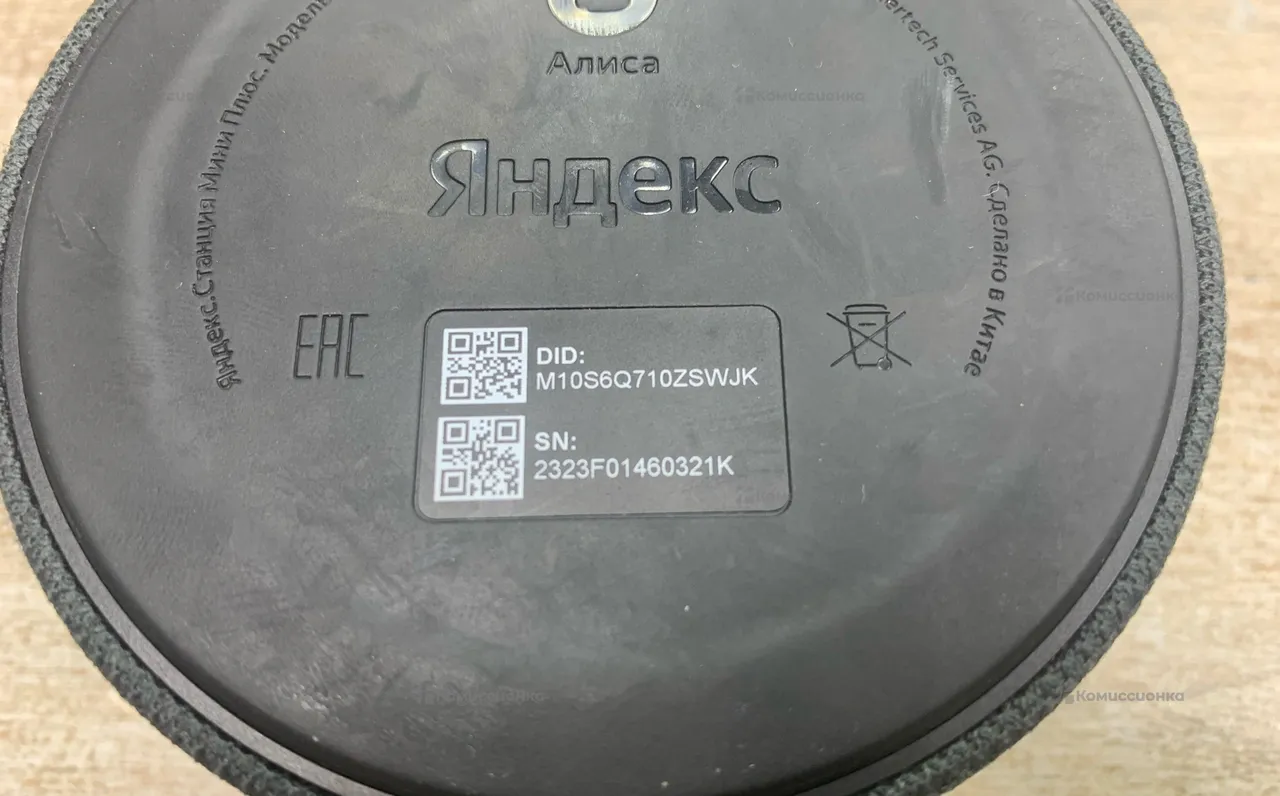 Алиса
Яндекс
Яндекс.Станция Мини Плюс. Модель
Services AG. Сделано в Китае
EAC
DID:
M10S6Q710ZSWJK
SN:
2323F01460321K
Комиссионка
Комиссионка
Комиссионка